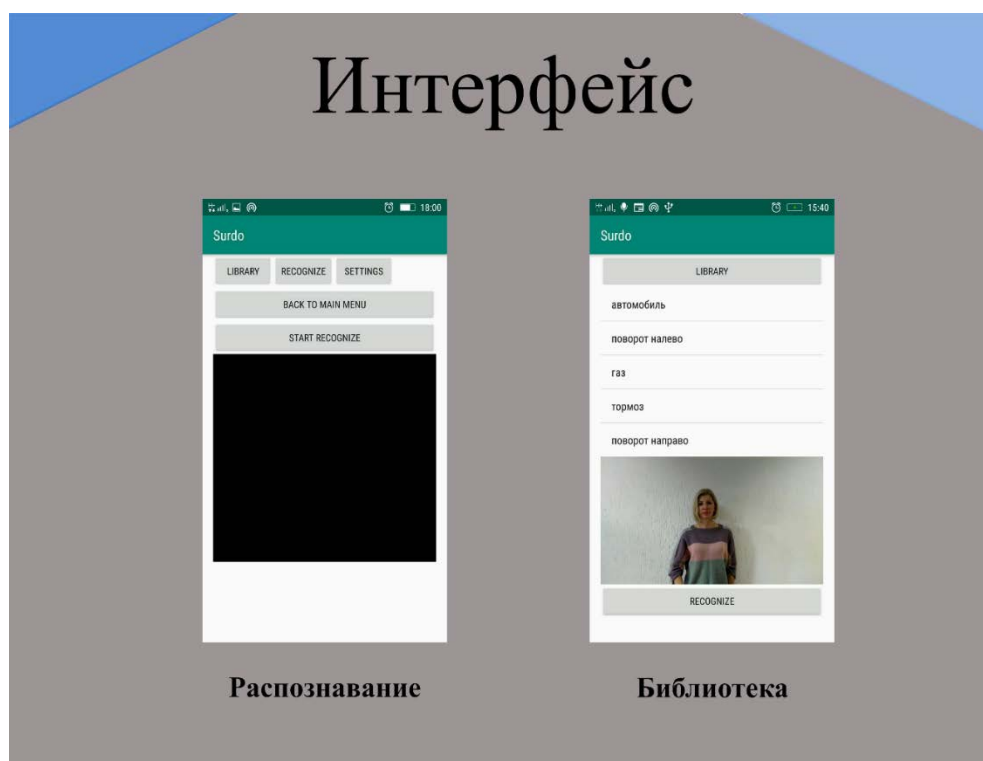 Интерфейс
18:00
Surdo
LIBRARY RECOGNIZE SETTINGS
BACK TO MAIN MENU
START RECOGNIZE
Распознавание
15:40
Surdo
LIBRARY
автомобиль
поворот налево
газ
тормоз
поворот направо
RECOGNIZE
Библиотека